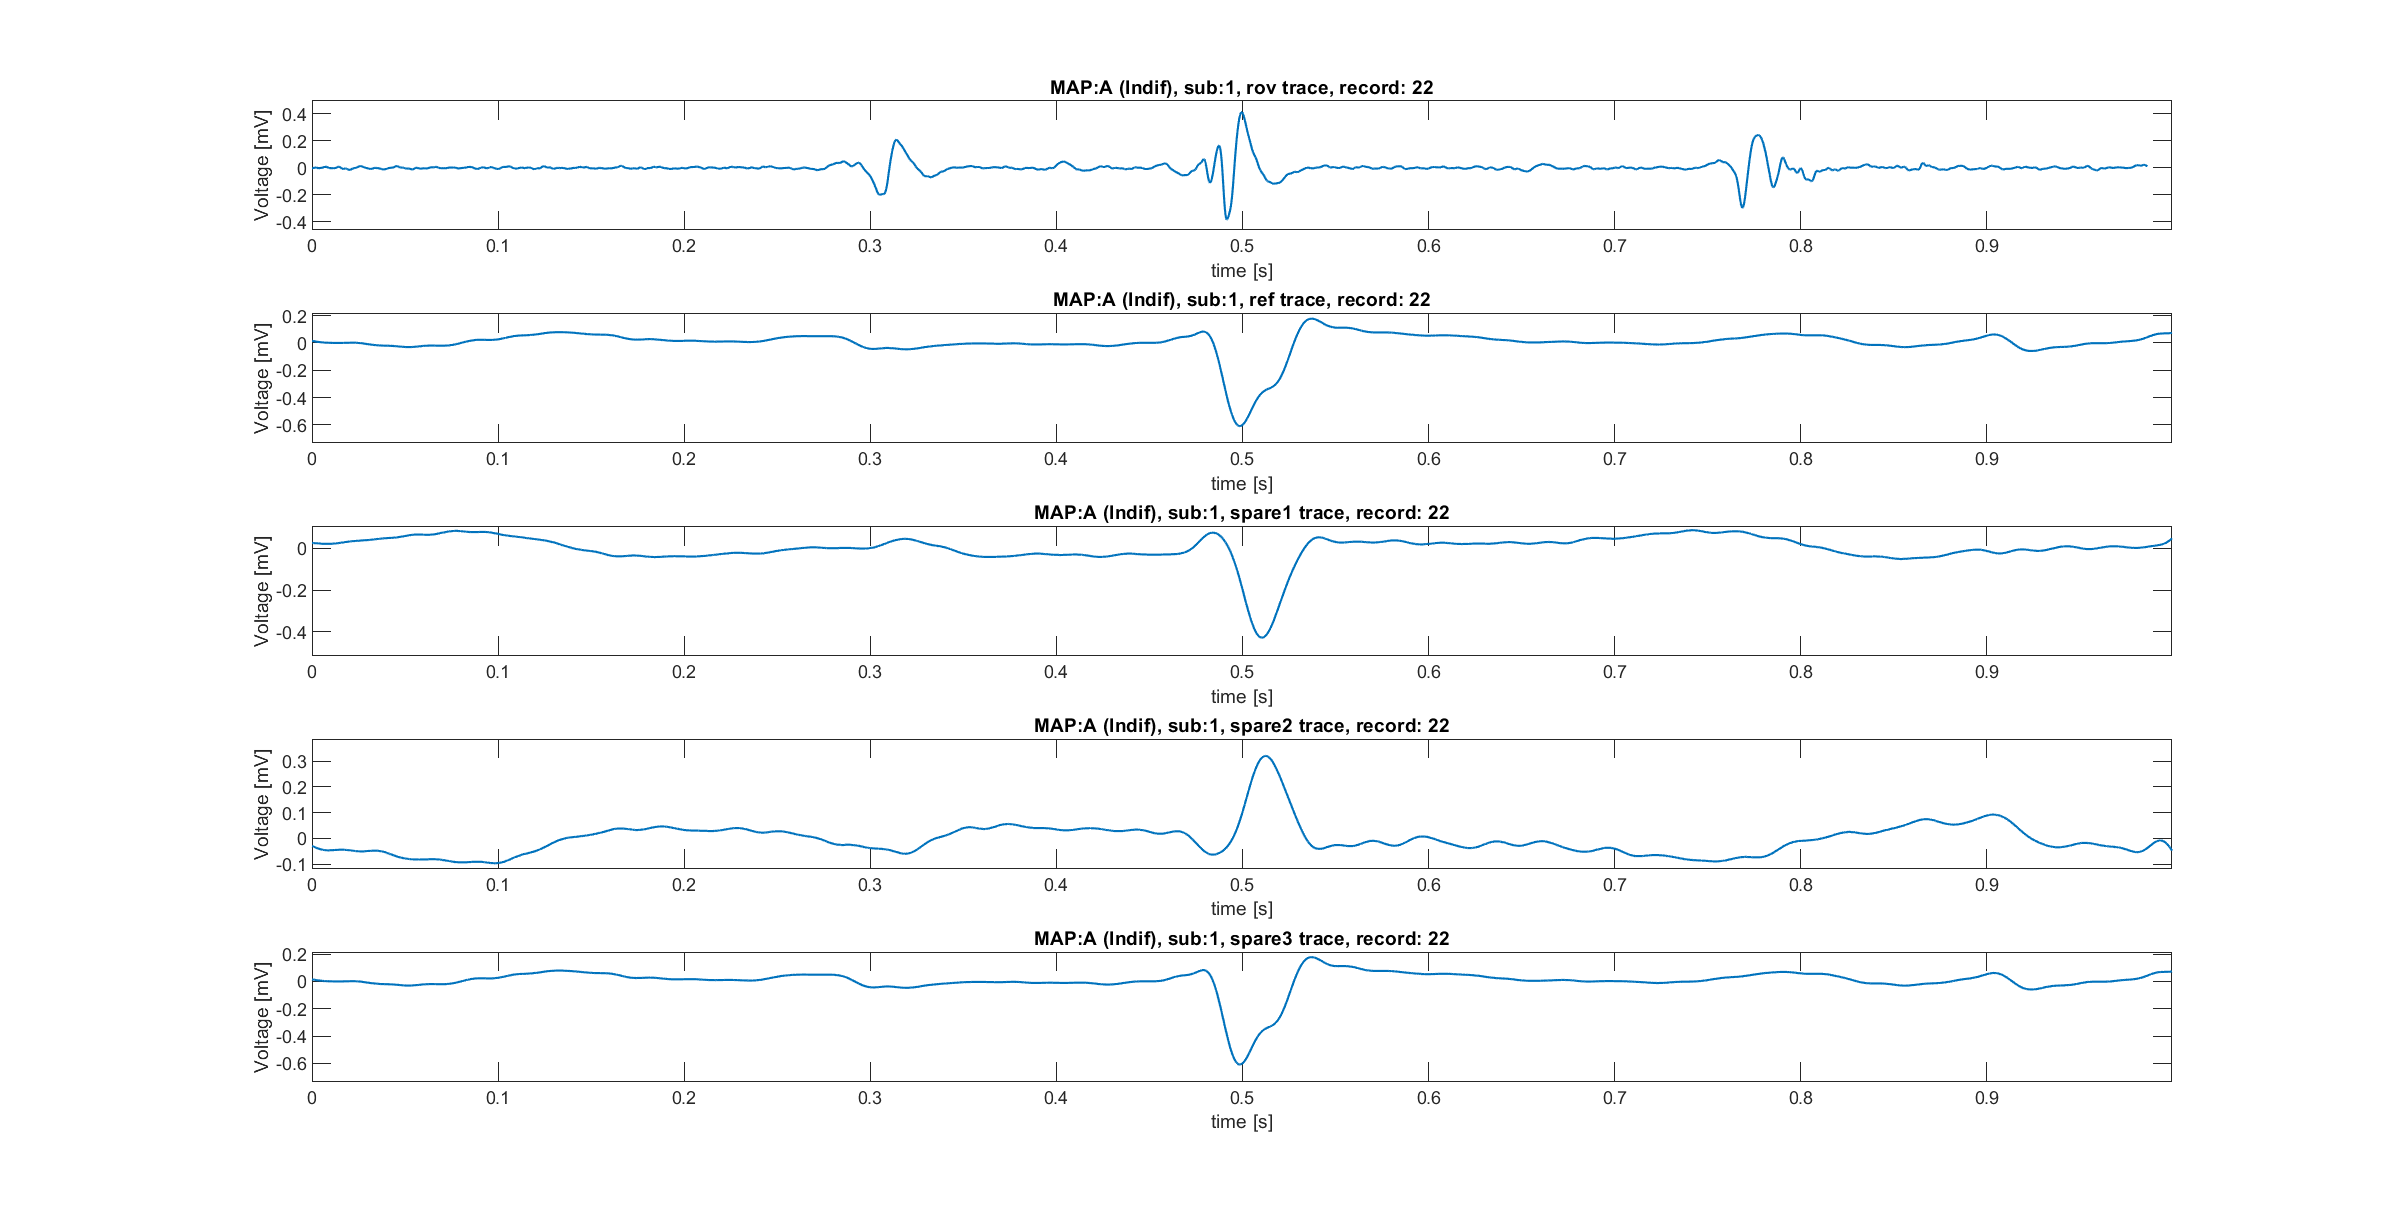 MAP:A (Indif), sub:1, rov trace, record: 22
Voltage [mV]
0.4
0.2
0
-0.2
-0.4
0 0.1 0.2 0.3 0.4 0.5 0.6 0.7 0.8 0.9
time [s]
MAP:A (Indif), sub:1, ref trace, record: 22
Voltage [mV]
0.2
0
-0.2
-0.4
-0.6
0 0.1 0.2 0.3 0.4 0.5 0.6 0.7 0.8 0.9
time [s]
MAP:A (Indif), sub:1, spare1 trace, record: 22
Voltage [mV]
0
-0.2
-0.4
0 0.1 0.2 0.3 0.4 0.5 0.6 0.7 0.8 0.9
time [s]
MAP:A (Indif), sub:1, spare2 trace, record: 22
Voltage [mV]
0.3
0.2
0.1
0
-0.1
0 0.1 0.2 0.3 0.4 0.5 0.6 0.7 0.8 0.9
time [s]
MAP:A (Indif), sub:1, spare3 trace, record: 22
Voltage [mV]
0.2
0
-0.2
-0.4
-0.6
0 0.1 0.2 0.3 0.4 0.5 0.6 0.7 0.8 0.9
time [s]